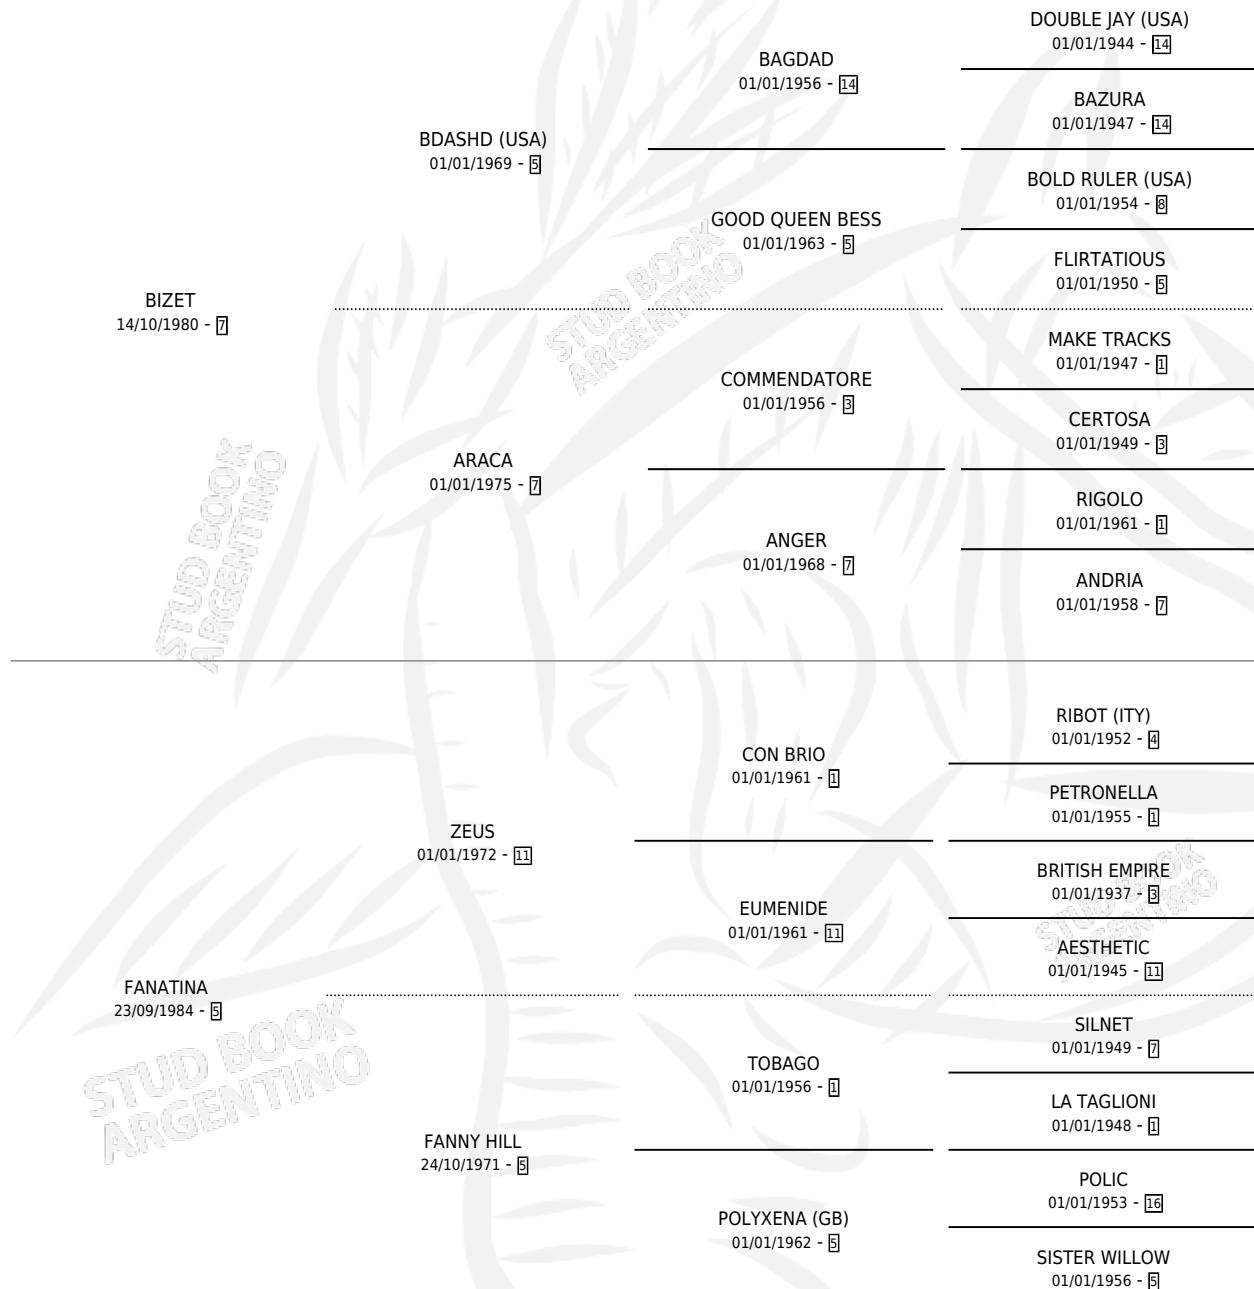 DOUBLE JAY (USA)
01/01/1944 - 14
BAGDAD
01/01/1956 - 14
BAZURA
01/01/1947 - 14
BDASHD (USA)
01/01/1969 - 5
BOLD RULER (USA)
01/01/1954 - 8
GOOD QUEEN BESS
01/01/1963 - 5
FLIRTATIOUS
01/01/1950 - 5
BIZET
14/10/1980 - 7
MAKE TRACKS
01/01/1947 - 1
COMMENDATORE
01/01/1956 - 3
CERTOSA
01/01/1949 - 3
ARACA
01/01/1975 - 7
RIGOLO
01/01/1961 - 1
ANGER
01/01/1968 - 7
ANDRIA
01/01/1958 - 7
RIBOT (ITY)
01/01/1952 - 4
CON BRIO
01/01/1961 - 1
PETRONELLA
01/01/1955 - 1
ZEUS
01/01/1972 - 11
BRITISH EMPIRE
01/01/1937 - 3
EUMENIDE
01/01/1961 - 11
AESTHETIC
01/01/1945 - 11
FANATINA
23/09/1984 - 5
SILNET
01/01/1949 - 7
TOBAGO
01/01/1956 - 1
LA TAGLIONI
01/01/1948 - 1
FANNY HILL
24/10/1971 - 5
POLIC
01/01/1953 - 16
POLYXENA (GB)
01/01/1962 - 5
SISTER WILLOW
01/01/1956 - 5
STUD BOOK
ARGENTINO
STUD BOOK
ARGENTINO
STUD BOOK
ARGENTINO
STUD BOOK
ARGENTINO